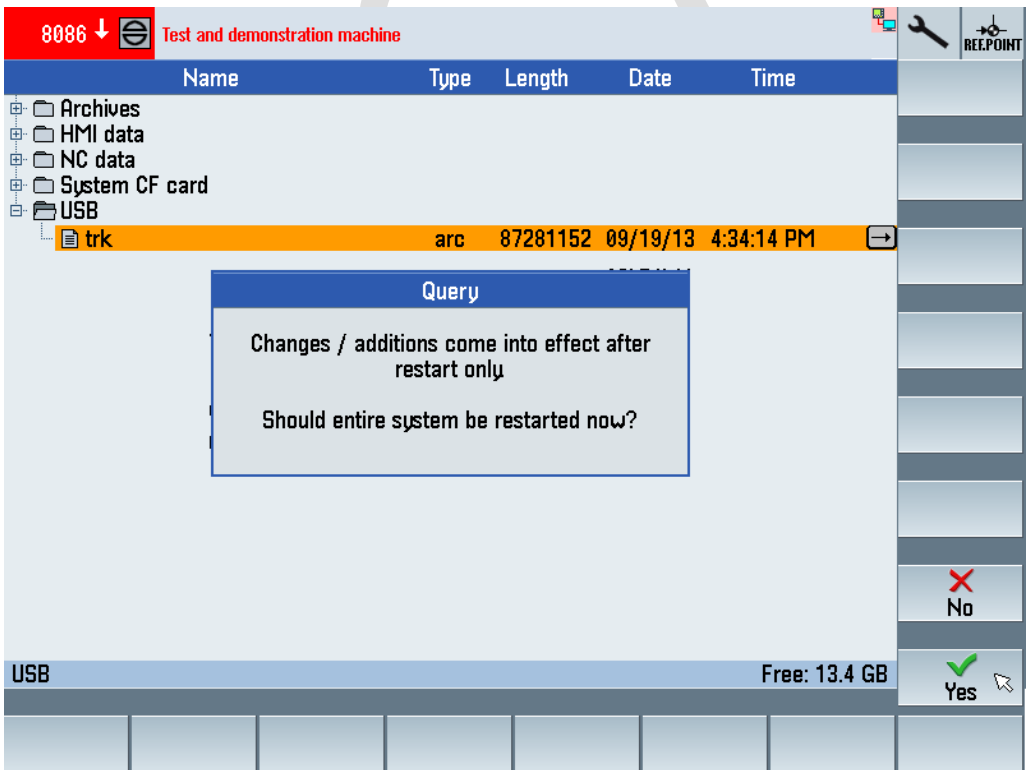 8086 Test and demonstration machine
REF.POINT
Name Type Length Date Time
Archives
HMI data
NC data
System CF card
USB
trk arc 87281152 09/19/13 4:34:14 PM
Query
Changes / additions come into effect after
restart only
Should entire system be restarted now?
No
USB Free: 13.4 GB
Yes